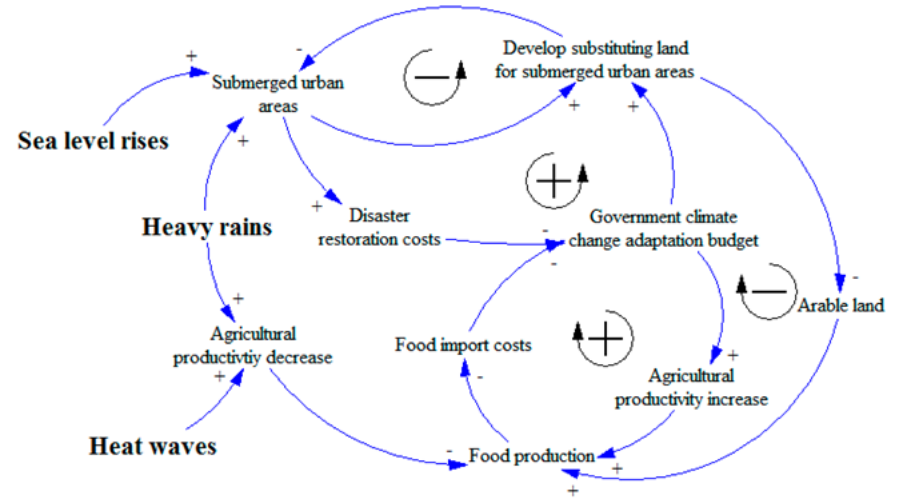 Develop substituting land
for submerged urban areas
Submerged urban
areas
Sea level rises
Heavy rains
Disaster
restoration costs
Government climate
change adaptation budget
Arable land
Agricultural
productivtiy decrease
Food import costs
Agricultural
productivity increase
Heat waves
Food production
+
-
+
+
+
+
-
-
-
+
+
+
-
+
-
+
+
−
+
+
−